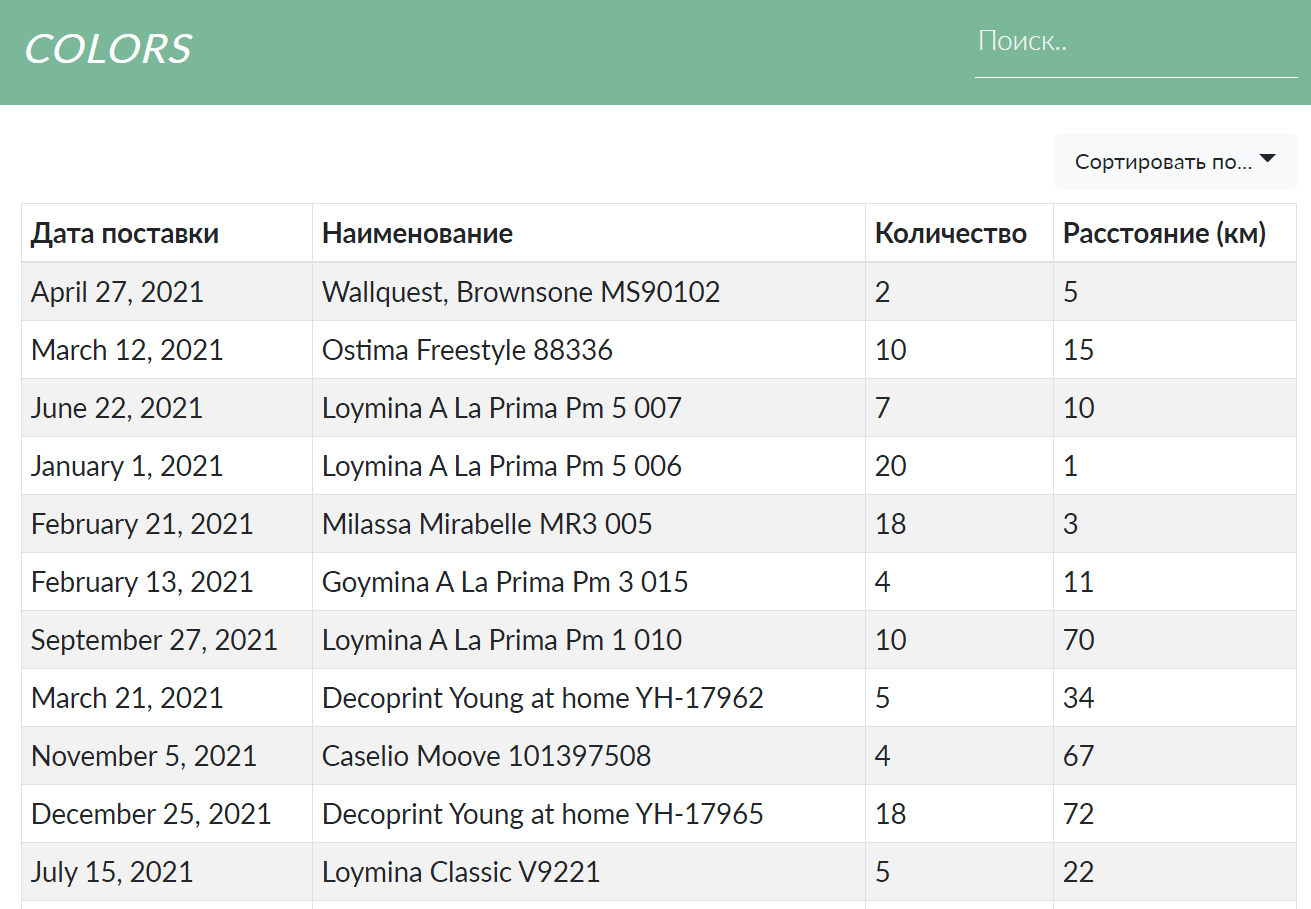 COLORS
Поиск..
Сортировать по...
Дата поставки Наименование Количество Расстояние (км)
April 27, 2021 Wallquest, Brownsone MS90102 2 5
March 12, 2021 Ostima Freestyle 88336 10 15
June 22, 2021 Loymina A La Prima Pm 5 007 7 10
January 1, 2021 Loymina A La Prima Pm 5 006 20 1
February 21, 2021 Milassa Mirabelle MR3 005 18 3
February 13, 2021 Goymina A La Prima Pm 3 015 4 11
September 27, 2021 Loymina A La Prima Pm 1 010 10 70
March 21, 2021 Decoprint Young at home YH-17962 5 34
November 5, 2021 Caselio Moove 101397508 4 67
December 25, 2021 Decoprint Young at home YH-17965 18 72
July 15, 2021 Loymina Classic V9221 5 22